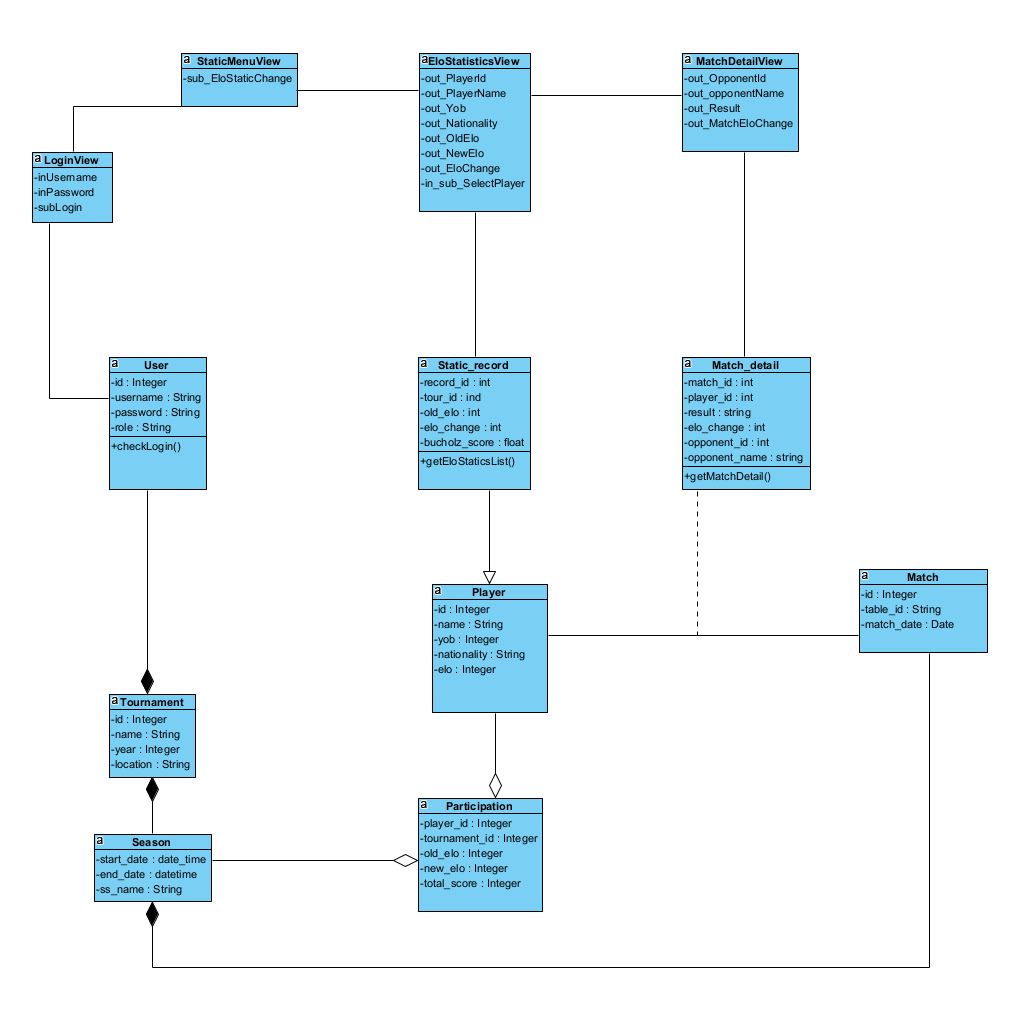 a StaticMenuView
-sub_EloStaticChange
a EloStatisticsView
-out_PlayerId
-out_PlayerName
-out_Yob
-out_Nationality
-out_OldElo
-out_NewElo
-out_EloChange
-in_sub_SelectPlayer
a MatchDetailView
-out_OpponentId
-out_opponentName
-out_Result
-out_MatchEloChange
a LoginView
-inUsername
-inPassword
-subLogin
a User
-id : Integer
-username : String
-password : String
-role : String
+checkLogin()
a Static_record
-record_id : int
-tour_id : ind
-old_elo : int
-elo_change : int
-bucholz_score : float
+getEloStaticsList()
a Match_detail
-match_id : int
-player_id : int
-result : string
-elo_change : int
-opponent_id : int
-opponent_name : string
+getMatchDetail()
a Match
-id : Integer
-table_id : String
-match_date : Date
a Player
-id : Integer
-name : String
-yob : Integer
-nationality : String
-elo : Integer
a Tournament
-id : Integer
-name : String
-year : Integer
-location : String
a Participation
-player_id : Integer
-tournament_id : Integer
-old_elo : Integer
-new_elo : Integer
-total_score : Integer
a Season
-start_date : date_time
-end_date : datetime
-ss_name : String